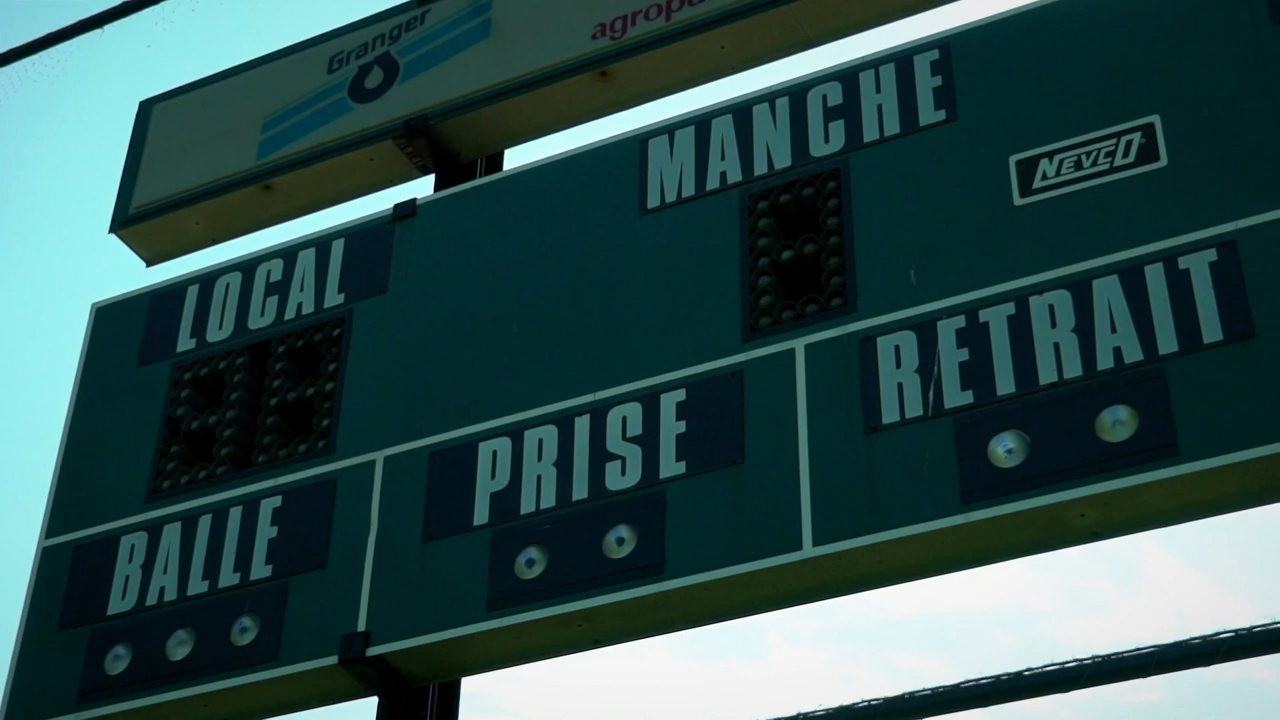 Granger
MANCHE
NEVCO
LOCAL
RETRAIT
PRISE
BALLE